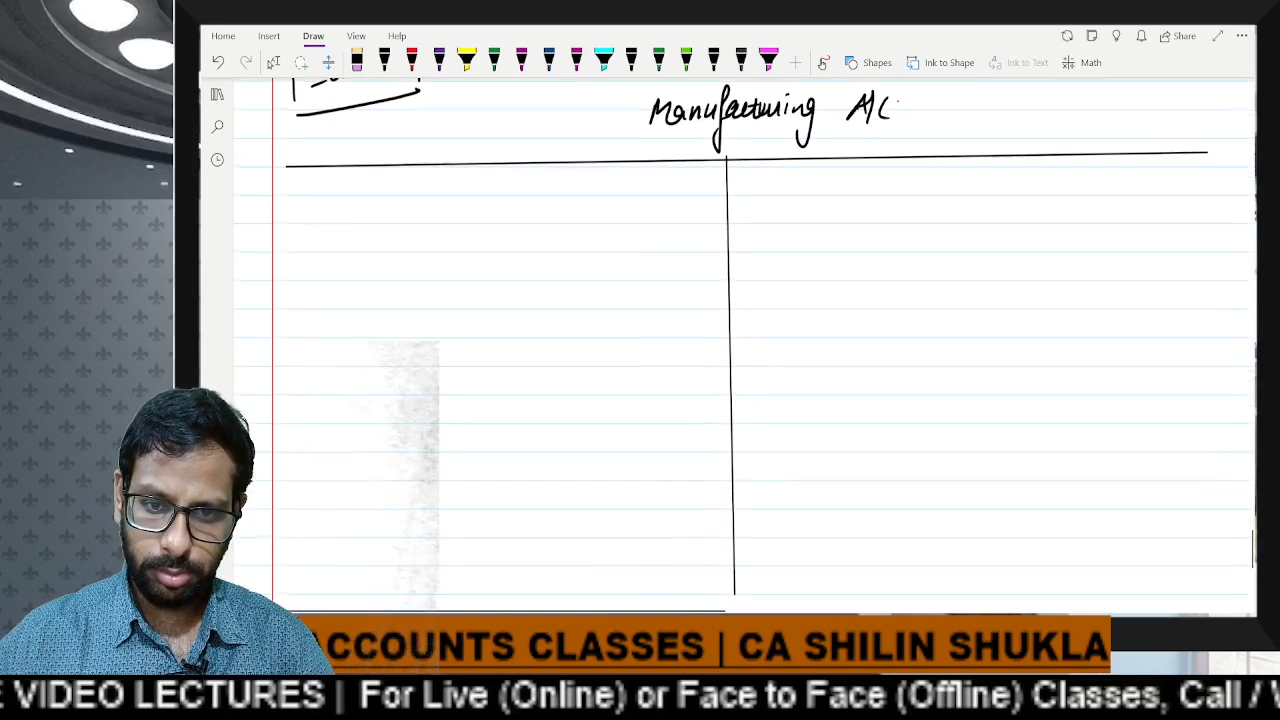 Home Insert Draw View Help
Share
Shapes Ink to Shape Ink to Text Math
Manufacturing A/C
ACCOUNTS CLASSES | CA SHILIN SHUKLA
VIDEO LECTURES | For Live (Online) or Face to Face (Offline) Classes, Call /